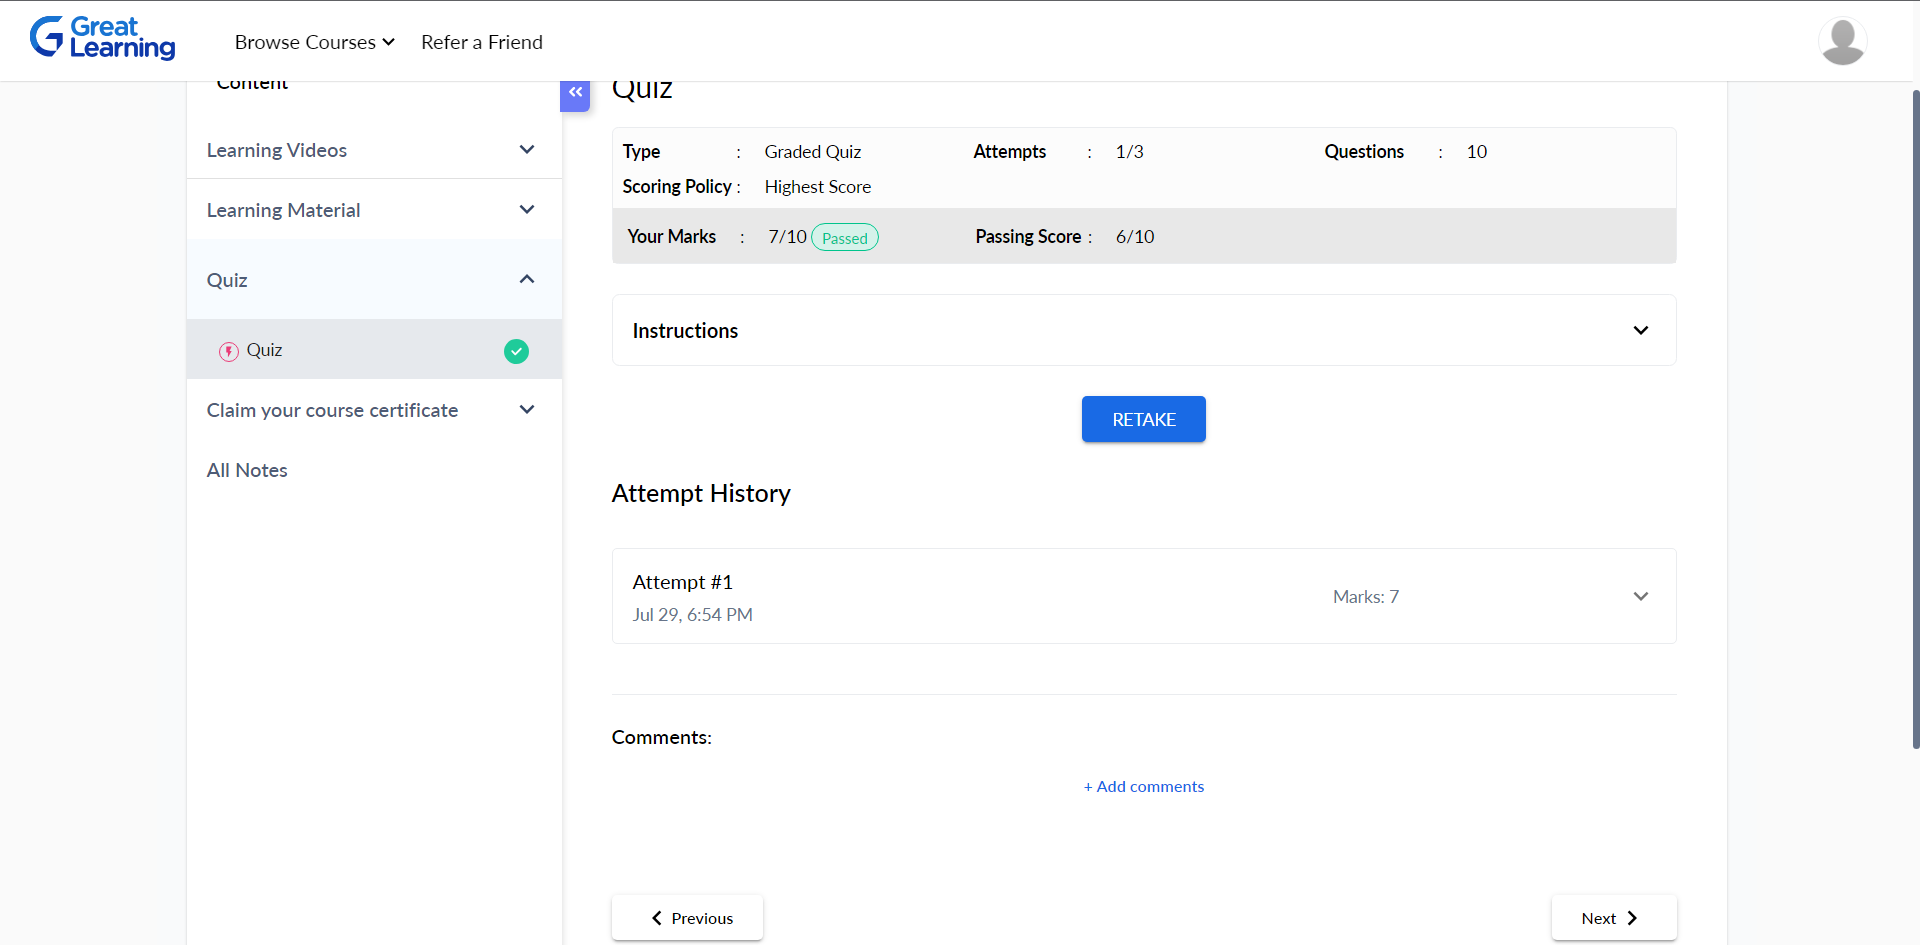 Great
Learning
Browse Courses
Refer a Friend
Content
Learning Videos
Learning Material
Quiz
Quiz
Claim your course certificate
All Notes
Quiz
Type : Graded Quiz Attempts : 1/3 Questions : 10
Scoring Policy : Highest Score
Your Marks : 7/10 Passed Passing Score : 6/10
Instructions
RETAKE
Attempt History
Attempt #1
Jul 29, 6:54 PM
Marks: 7
Comments:
+ Add comments
Previous
Next